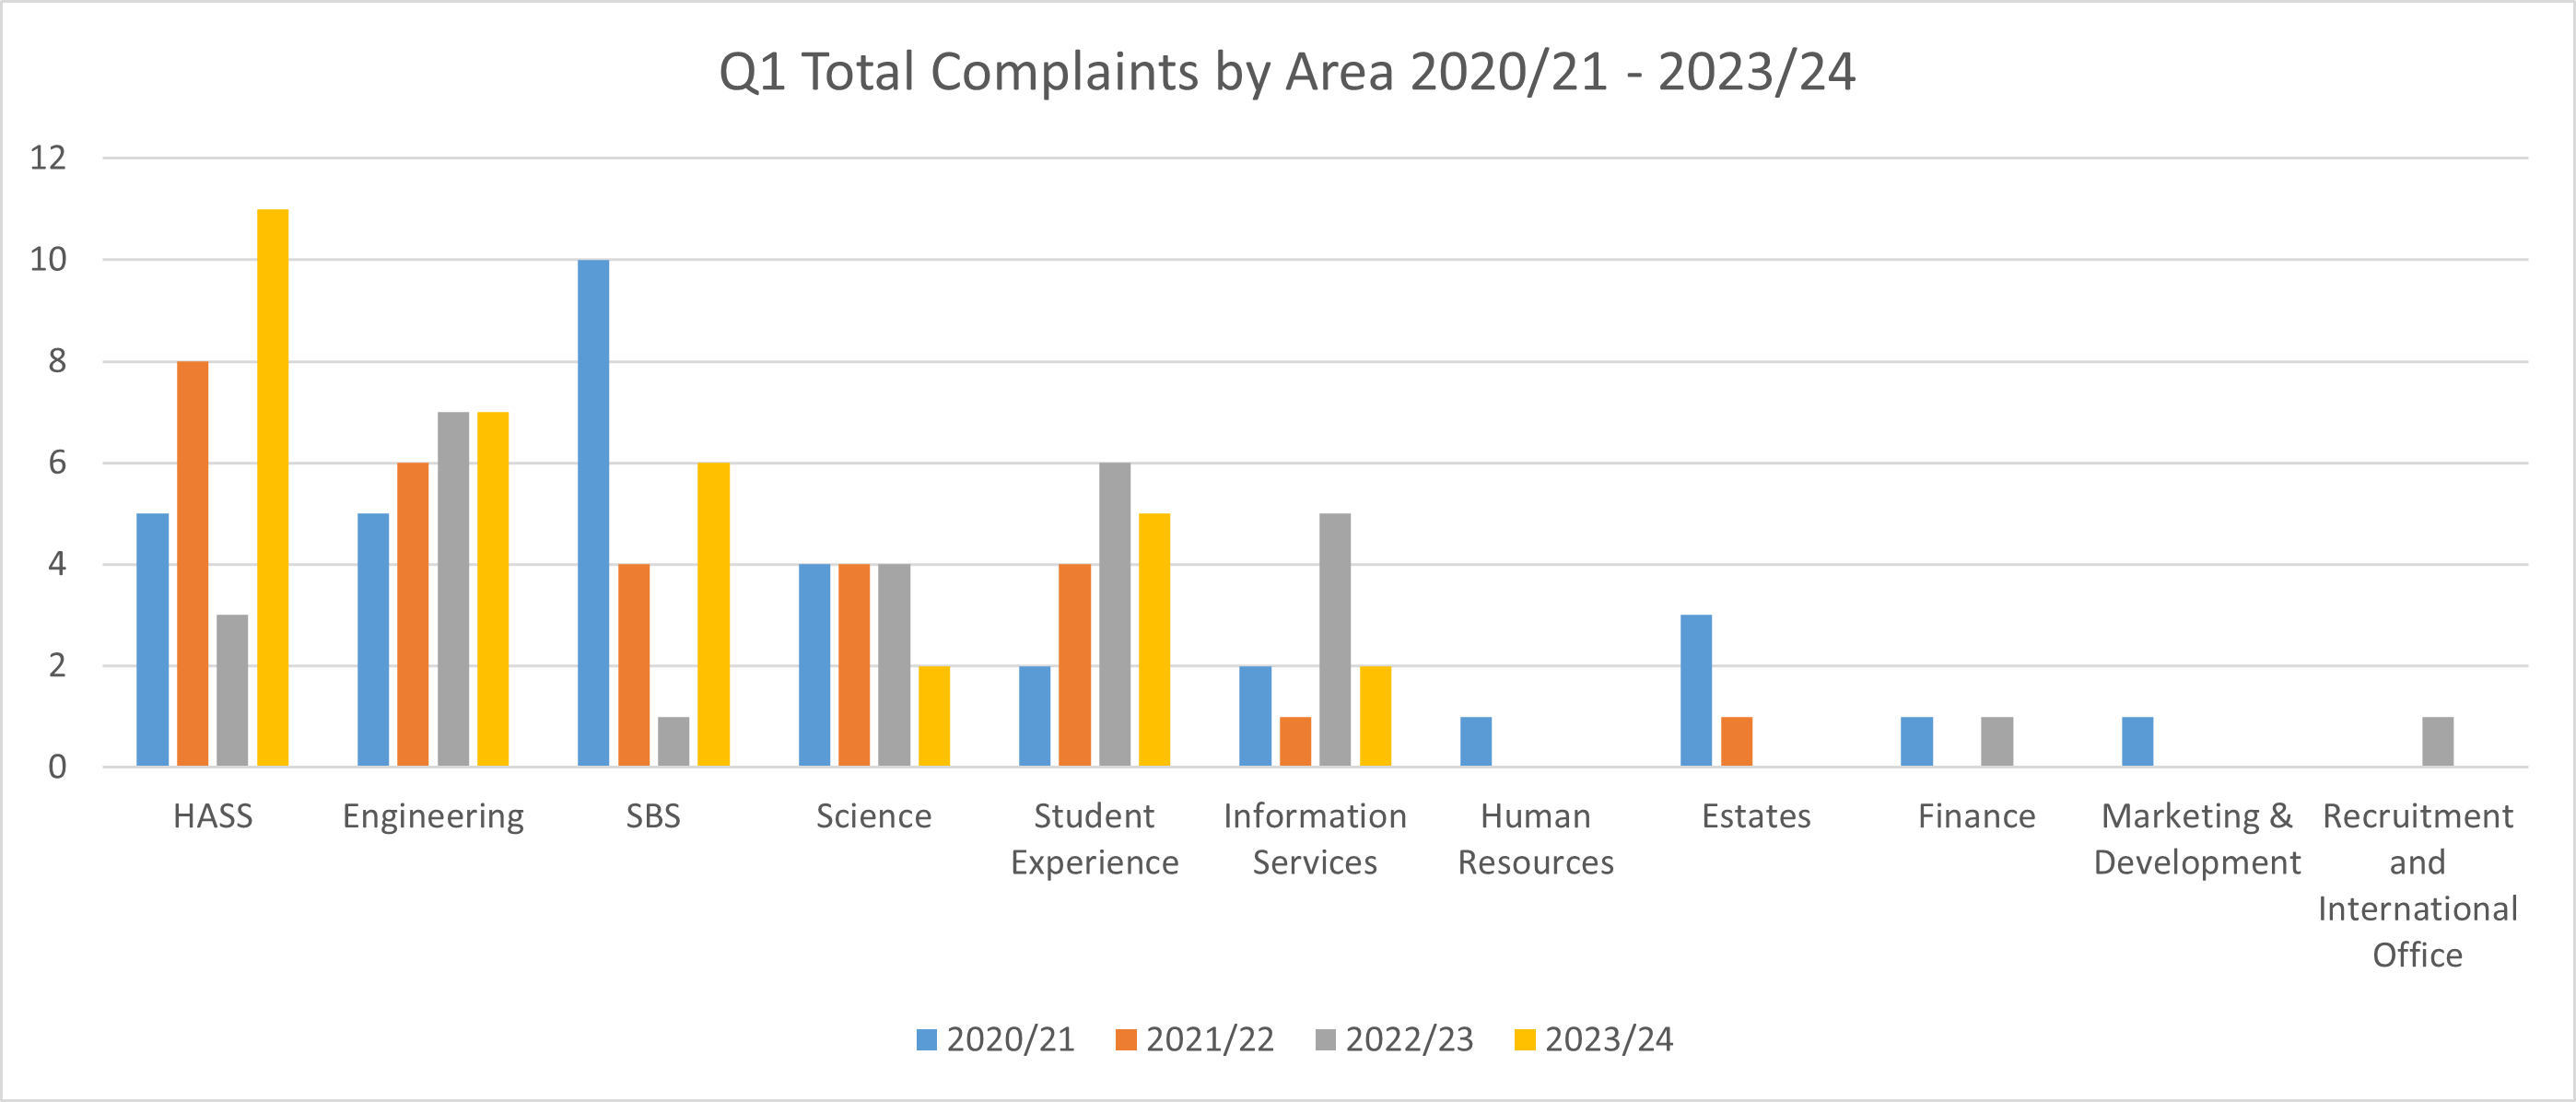 Q1 Total Complaints by Area 2020/21 - 2023/24
12
10
8
6
4
2
0
HASS
Engineering
SBS
Science
Student
Experience
Information
Services
Human
Resources
Estates
Finance
Marketing &
Development
Recruitment
and
International
Office
2020/21
2021/22
2022/23
2023/24